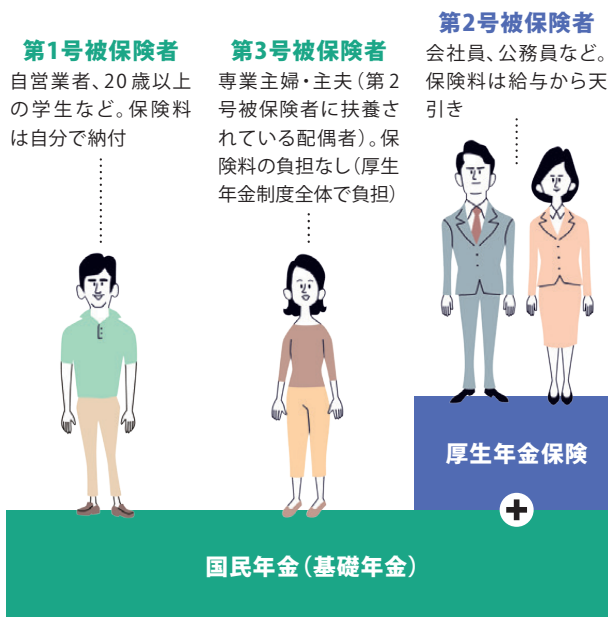 第1号被保険者
自営業者、20歳以上
の学生など。保険料
は自分で納付
第3号被保険者
専業主婦・主夫（第2
号被保険者に扶養さ
れている配偶者）。保
険料の負担なし（厚生
年金制度全体で負担）
第2号被保険者
会社員、公務員など。
保険料は給与から天
引き
厚生年金保険
+
国民年金（基礎年金）